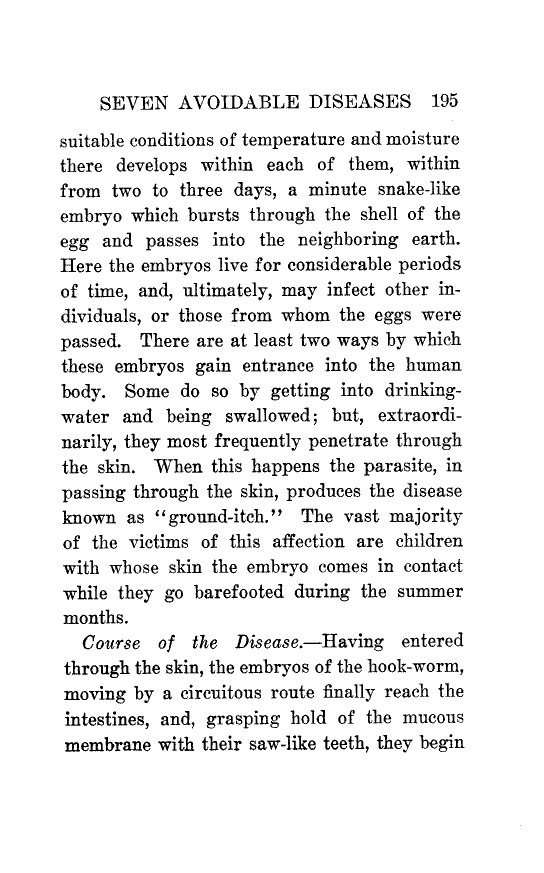 SEVEN AVOIDABLE DISEASES 195
suitable conditions of temperature and moisture
there develops within each of them, within
from two to three days, a minute snake-like
embryo which bursts through the shell of the
egg and passes into the neighboring earth.
Here the embryos live for considerable periods
of time, and, ultimately, may infect other in-
dividuals, or those from whom the eggs were
passed. There are at least two ways by which
these embryos gain entrance into the human
body. Some do so by getting into drinking-
water and being swallowed; but, extraordi-
narily, they most frequently penetrate through
the skin. When this happens the parasite, in
passing through the skin, produces the disease
known as “ground-itch.” The vast majority
of the victims of this affection are children
with whose skin the embryo comes in contact
while they go barefooted during the summer
months.
Course of the Disease.—Having entered
through the skin, the embryos of the hook-worm,
moving by a circuitous route finally reach the
intestines, and, grasping hold of the mucous
membrane with their saw-like teeth, they begin